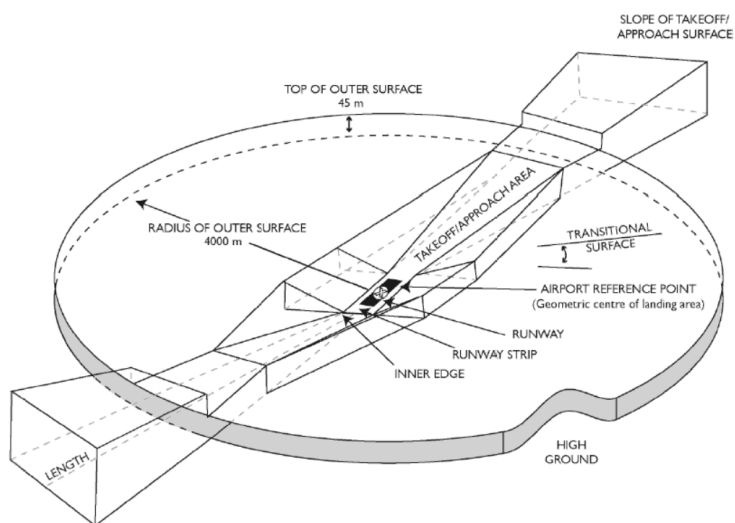 SLOPE OF TAKEOFF/
APPROACH SURFACE
TOP OF OUTER SURFACE
45 m
TAKEOFF/APPROACH AREA
RADIUS OF OUTER SURFACE
4000 m
TRANSITIONAL
SURFACE
AIRPORT REFERENCE POINT
(Geometric centre of landing area)
RUNWAY
RUNWAY STRIP
INNER EDGE
HIGH
GROUND
LENGTH